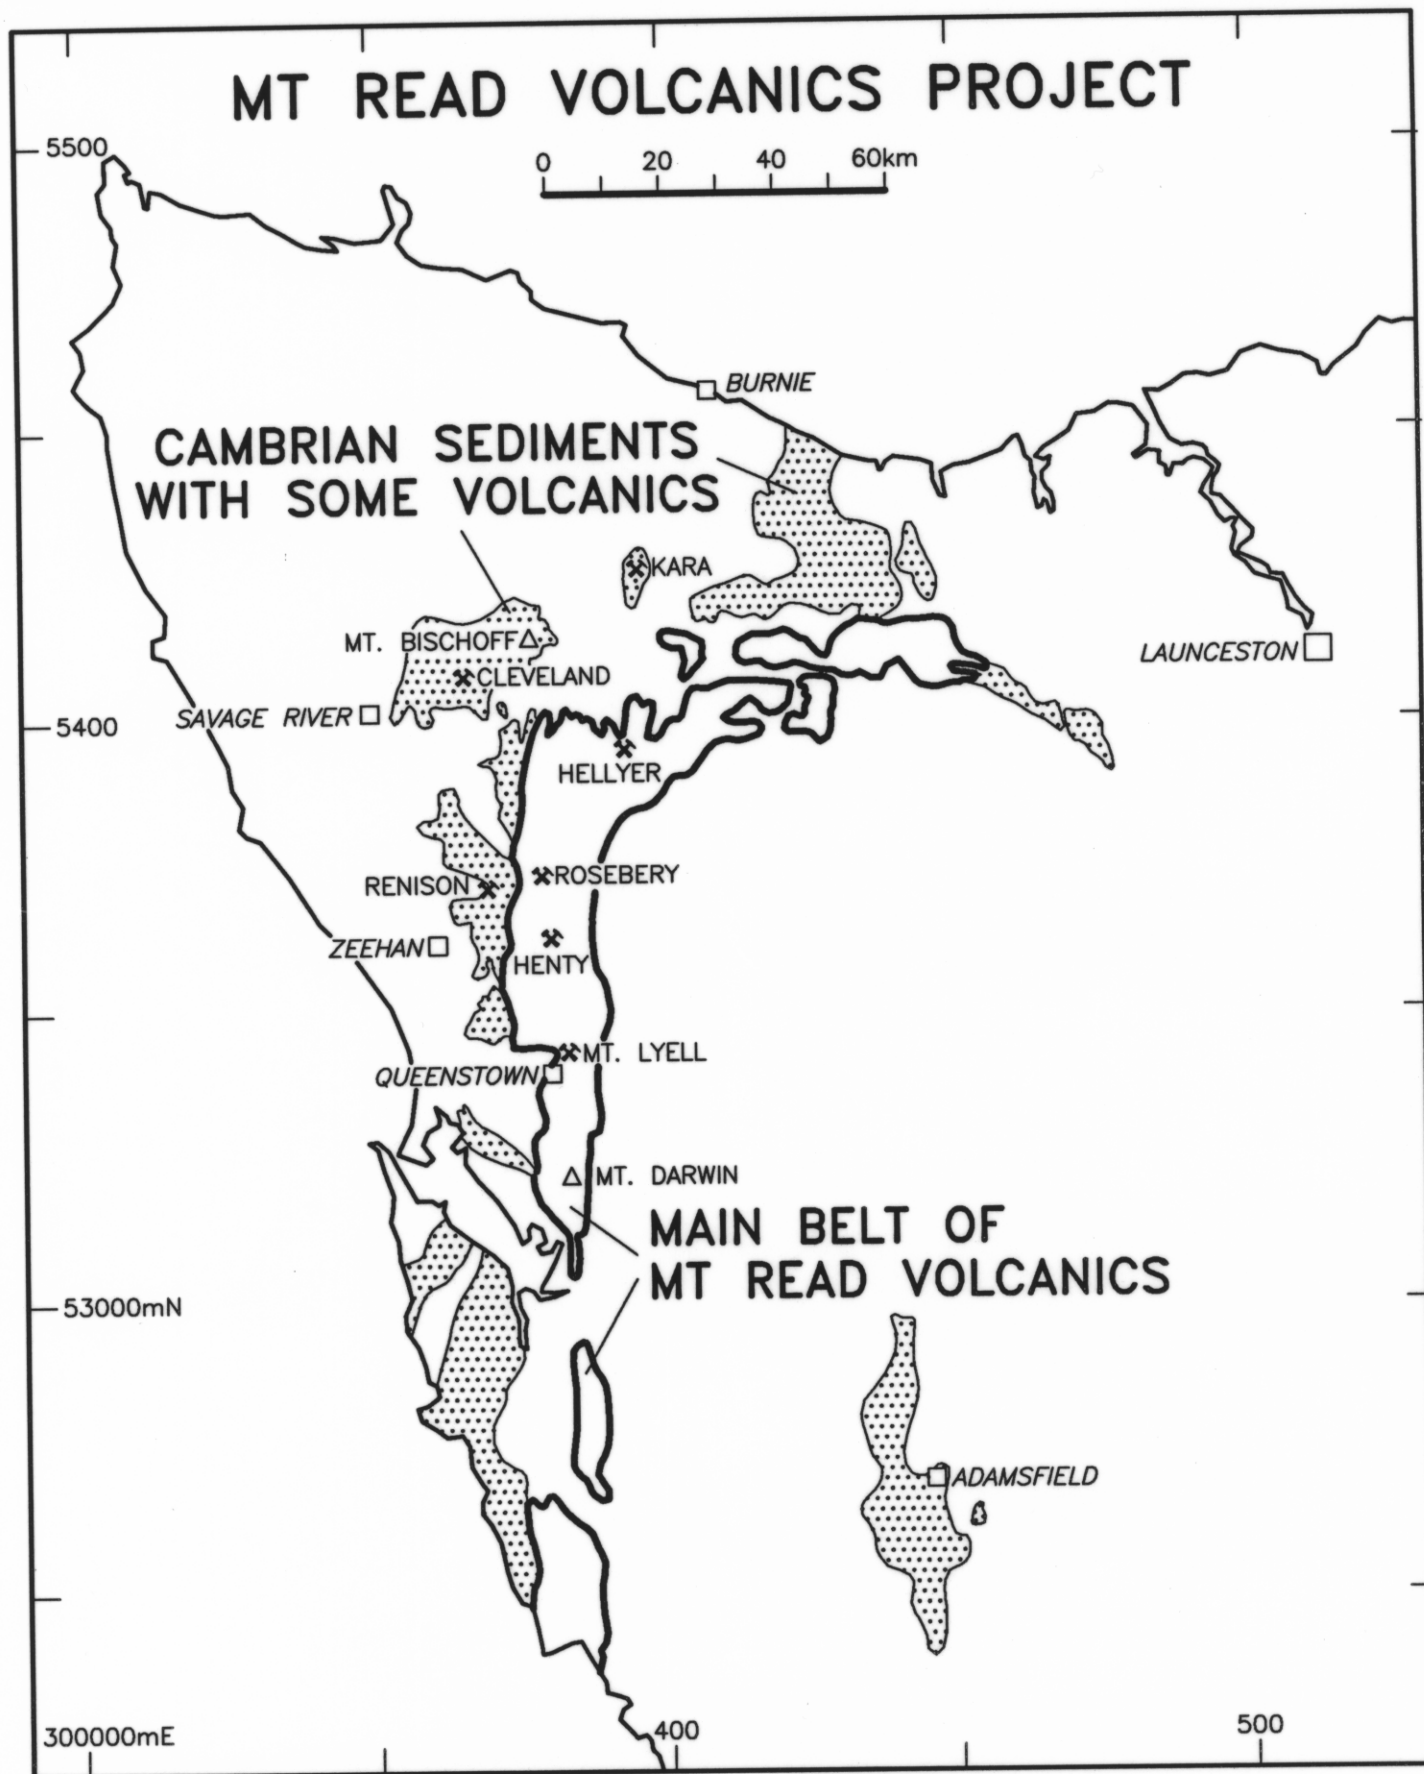 MT READ VOLCANICS PROJECT
5500
0 20 40 60km
BURNIE
CAMBRIAN SEDIMENTS
WITH SOME VOLCANICS
KARA
MT. BISCHOFF
LAUNCESTON
CLEVELAND
SAVAGE RIVER
5400
HELLYER
ROSEBERY
RENISON
ZEEHAN
HENTY
MT. LYELL
QUEENSTOWN
MT. DARWIN
MAIN BELT OF
MT READ VOLCANICS
53000mN
ADAMSFIELD
300000mE
400
500